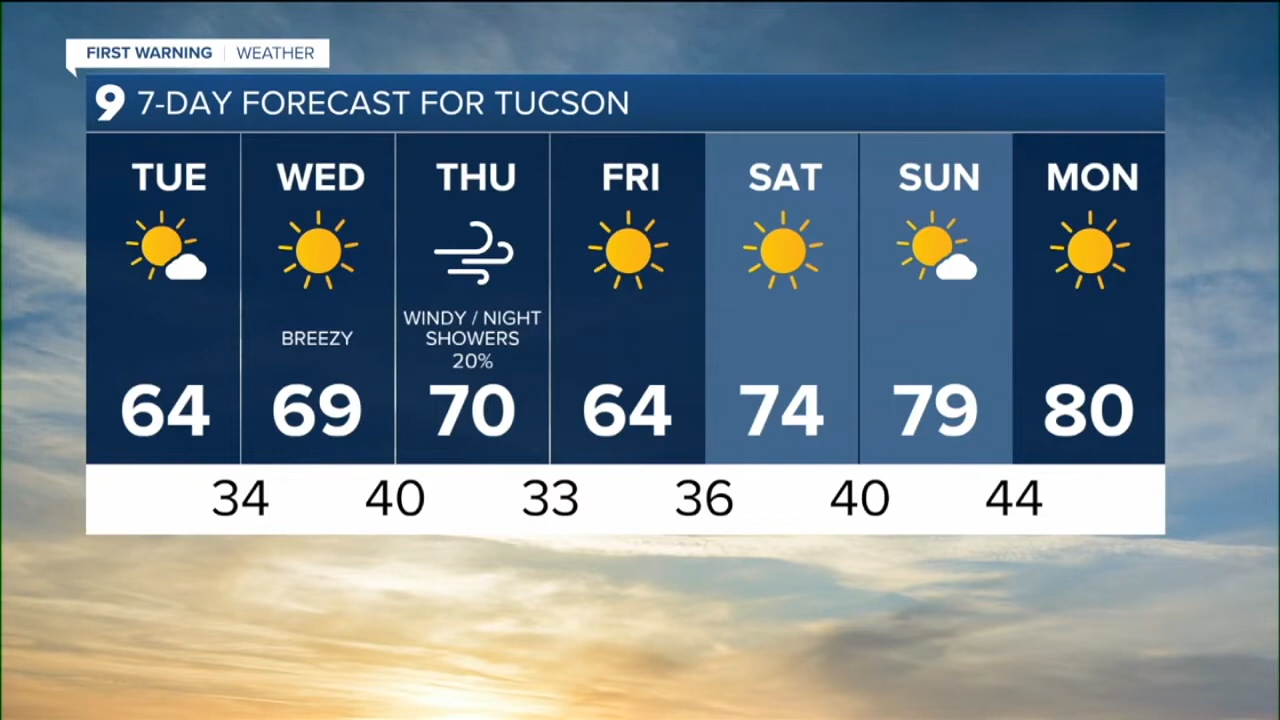 FIRST WARNING | WEATHER
9 7-DAY FORECAST FOR TUCSON
TUE WED THU FRI SAT SUN MON
BREEZY
WINDY / NIGHT
SHOWERS
20%
64 69 70 64 74 79 80
34 40 33 36 40 44